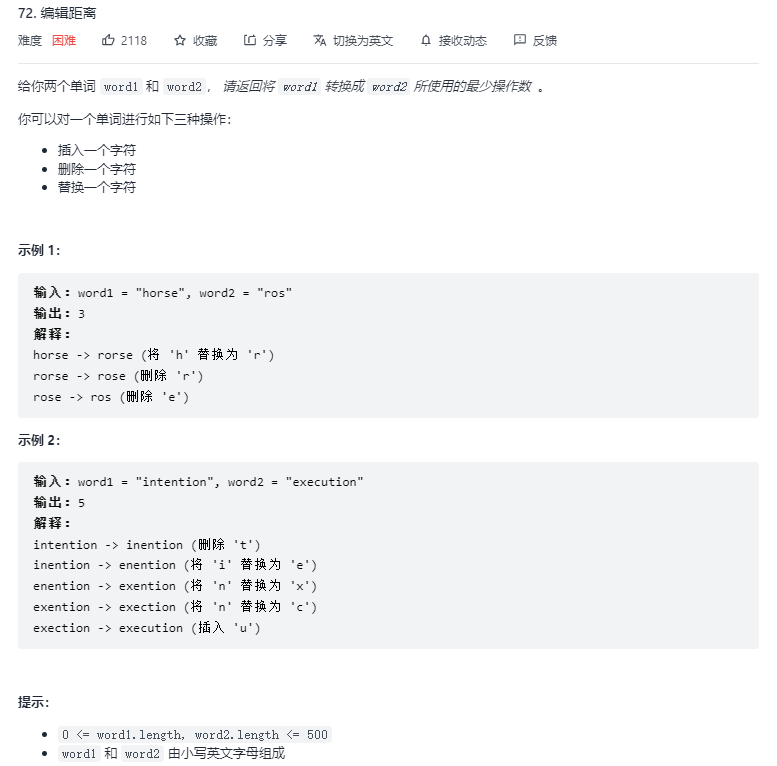 72. 编辑距离
难度 困难 2118 收藏 分享 切换为英文 接收动态 反馈
给你两个单词 word1 和 word2， 请返回将 word1 转换成 word2 所使用的最少操作数 。
你可以对一个单词进行如下三种操作：
插入一个字符
删除一个字符
替换一个字符
示例 1：
输入：word1 = "horse", word2 = "ros"
输出：3
解释：
horse -> rorse (将 'h' 替换为 'r')
rorse -> rose (删除 'r')
rose -> ros (删除 'e')
示例 2：
输入：word1 = "intention", word2 = "execution"
输出：5
解释：
intention -> inention (删除 't')
inention -> enention (将 'i' 替换为 'e')
enention -> exention (将 'n' 替换为 'x')
exention -> exection (将 'n' 替换为 'c')
exection -> execution (插入 'u')
提示：
0 <= word1.length, word2.length <= 500
word1 和 word2 由小写英文字母组成